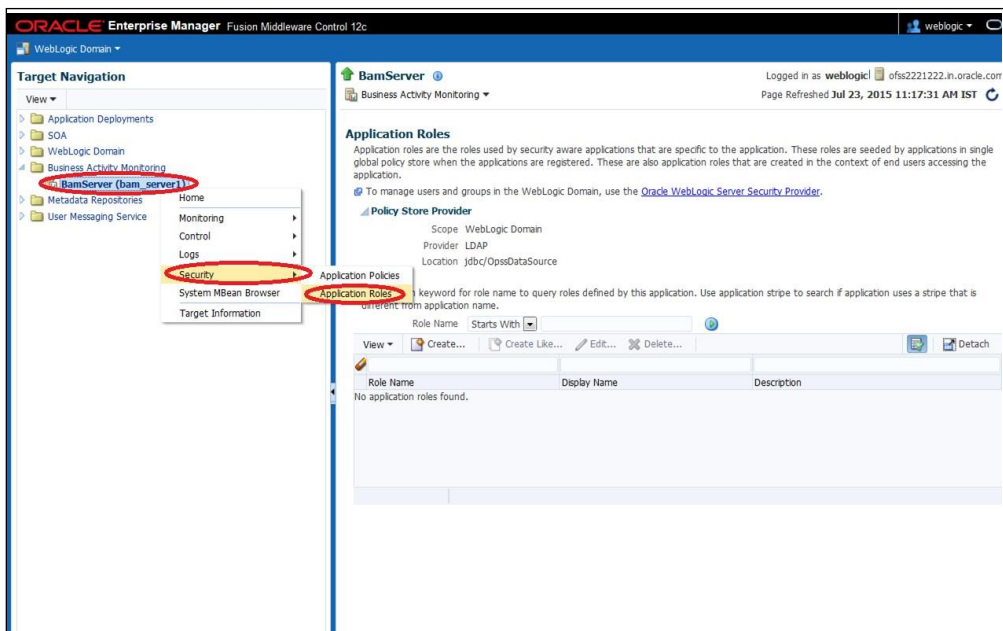 ORACLE Enterprise Manager Fusion Middleware Control 12c
weblogic
WebLogic Domain
Target Navigation
View
Application Deployments
SOA
WebLogic Domain
Business Activity Monitoring
BamServer (bam_server1)
Metadata Repositories
User Messaging Service
Home
Monitoring
Control
Logs
Security
System MBean Browser
Target Information
Application Policies
Application Roles
BamServer
Logged in as weblogic
ofss2221222.in.oracle.com
Business Activity Monitoring
Page Refreshed Jul 23, 2015 11:17:31 AM IST
Application Roles
Application roles are the roles used by security aware applications that are specific to the application. These roles are seeded by applications in single
global policy store when the applications are registered. These are also application roles that are created in the context of end users accessing the
application.
To manage users and groups in the WebLogic Domain, use the Oracle WebLogic Server Security Provider.
Policy Store Provider
Scope WebLogic Domain
Provider LDAP
Location jdbc/OpssDataSource
keyword for role name to query roles defined by this application. Use application stripe to search if application uses a stripe that is
different from application name.
Role Name Starts With
View Create... Create Like... Edit... Delete... Detach
Role Name Display Name Description
No application roles found.